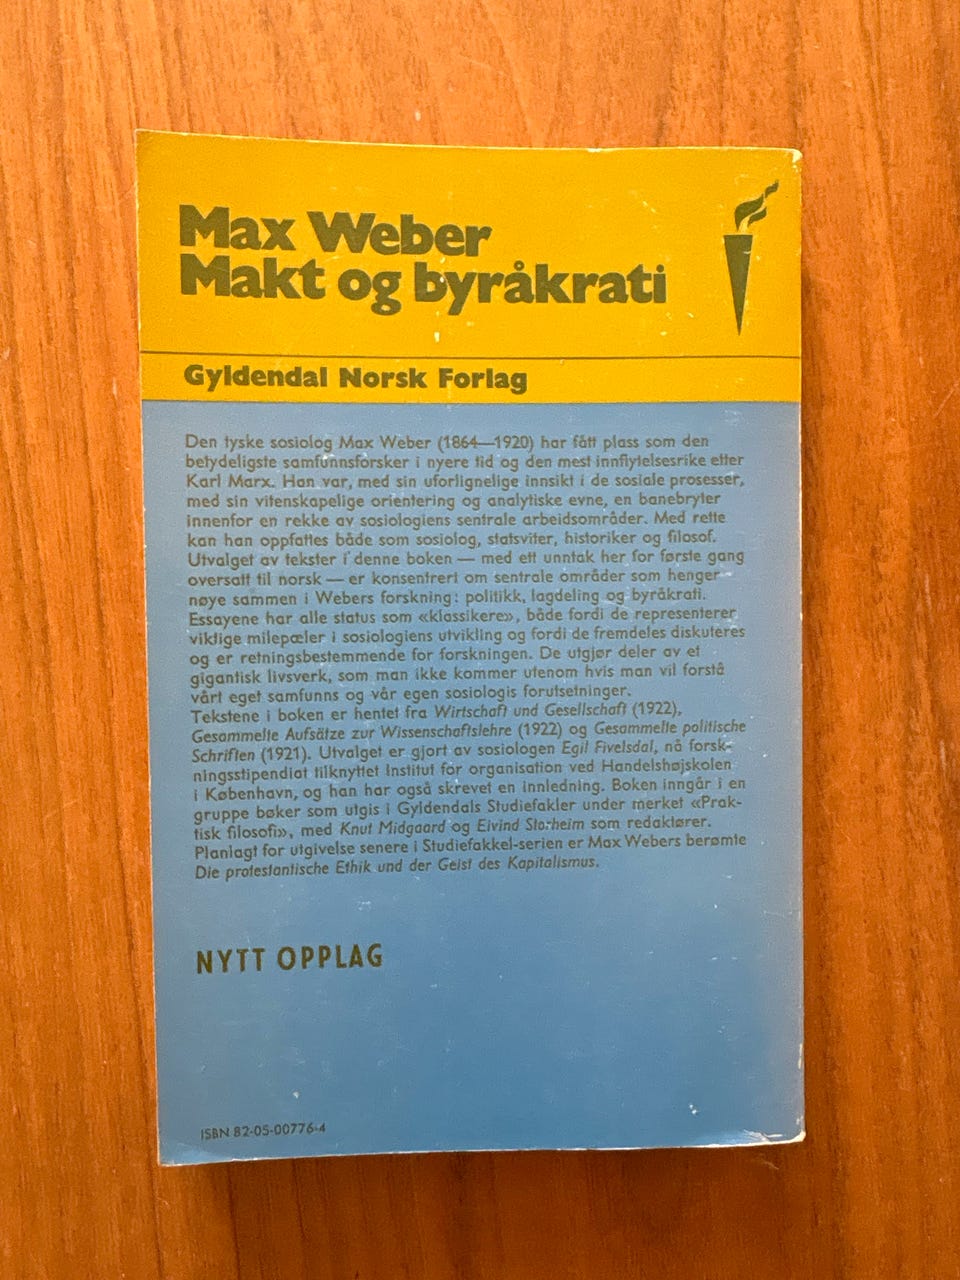 Max Weber
Makt og byråkrati
Gyldendal Norsk Forlag
Den tyske sosiolog Max Weber (1864—1920) har fått plass som den
betydeligste samfunnsforsker i nyere tid og den mest innflytelsesrike etter
Karl Marx. Han var, med sin uforlignelige innsikt i de sosiale prosesser,
med sin vitenskapelige orientering og analytiske evne, en banebryter
innenfor en rekke av sosiologiens sentrale arbeidsområder. Med rette
kan han oppfattes både som sosiolog, statsviter, historiker og filosof.
Utvalget av tekster i denne boken — med ett unntak her for første gang
oversatt til norsk — er konsentrert om sentrale områder som henger
nøye sammen i Webers forskning: politikk, lagdeling og byråkrati.
Essayene har alle status som «klassikere», både fordi de representerer
viktige milepæler i sosiologiens utvikling og fordi de fremdeles diskuteres
og er retningsbestemmende for forskningen. De utgjør deler av et
gigantisk livsverk, som man ikke kommer utenom hvis man vil forstå
vårt eget samfunns og vår egen sosiologis forutsetninger.
Tekstene i boken er hentet fra Wirtschaft und Gesellschaft (1922),
Gesammelte Aufsätze zur Wissenschaftslehre (1922) og Gesammelte politische
Schriften (1921). Utvalget er gjort av sosiologen Egil Fivelsdal, nå forsk-
ningsstipendiat tilknyttet Institut for organisation ved Handelshøjskolen
i København, og han har også skrevet en innledning. Boken inngår i en
gruppe bøker som utgis i Gyldendals Studiefakler under merket «Prak-
tisk filosofi», med Knut Midgaard og Eivind Storheim som redaktører.
Planlagt for utgivelse senere i Studiefakkel-serien er Max Webers berømte
Die protestantische Ethik und der Geist des Kapitalismus.
NYTT OPPLAG
ISBN 82-05-00776-4